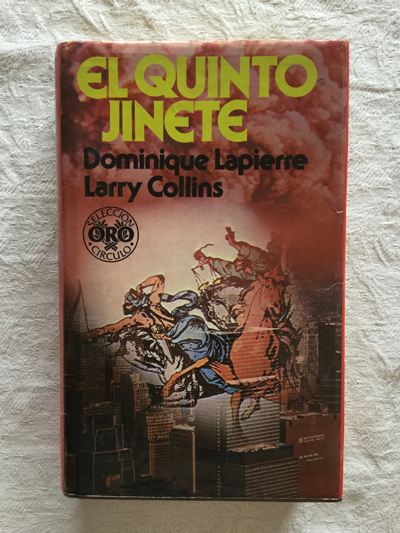 EL QUINTO
JINETE
Dominique Lapierre
Larry Collins
SELECCION
ORO
CIRCULO